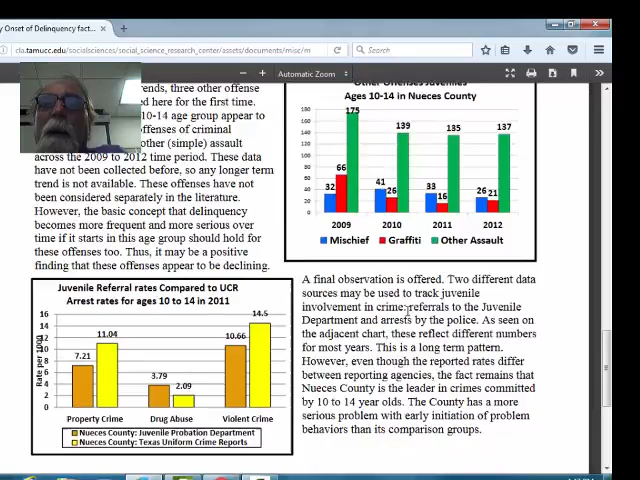 y Onset of Delinquency fact...
cla.tamucc.edu/socialsciences/social_science_research_center/assets/documents/misc/m
Search
Automatic Zoom
rends, three other offense
d here for the first time.
10-14 age group appear to
offenses of criminal
other (simple) assault
across the 2009 to 2012 time period. These data
have not been collected before, so any longer term
trend is not available. These offenses have not
been considered separately in the literature.
However, the basic concept that delinquency
becomes more frequent and more serious over
time if it starts in this age group should hold for
these offenses too. Thus, it may be a positive
finding that these offenses appear to be declining.
Other Offenses Juveniles
Ages 10-14 in Nueces County
180
160
140
120
100
80
60
40
20
0
32
66
175
41
26
139
33
16
135
26
21
137
2009
2010
2011
2012
Mischief
Graffiti
Other Assault
Juvenile Referral rates Compared to UCR
Arrest rates for ages 10 to 14 in 2011
Rate per 1000
16
14
12
10
8
6
4
2
0
7.21
11.04
3.79
2.09
10.66
14.5
Property Crime
Drug Abuse
Violent Crime
Nueces County: Juvenile Probation Department
Nueces County: Texas Uniform Crime Reports
A final observation is offered. Two different data
sources may be used to track juvenile
involvement in crime: referrals to the Juvenile
Department and arrests by the police. As seen on
the adjacent chart, these reflect different numbers
for most years. This is a long term pattern.
However, even though the reported rates differ
between reporting agencies, the fact remains that
Nueces County is the leader in crimes committed
by 10 to 14 year olds. The County has a more
serious problem with early initiation of problem
behaviors than its comparison groups.